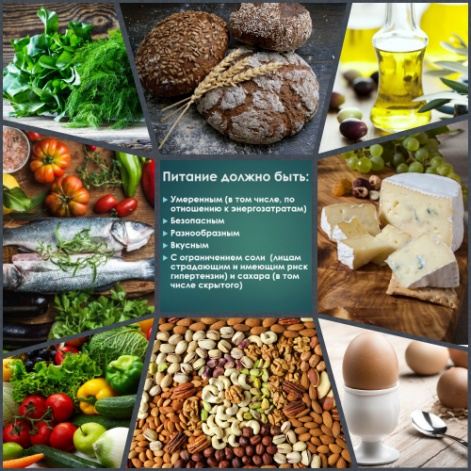 Питание должно быть:
Умеренным (в том числе, по
отношению к энергозатратам)
Безопасным
Разнообразным
Вкусным
С ограничением соли (лицам
страдающим и имеющим риск
гипертензии) и сахара (в том
числе скрытого)